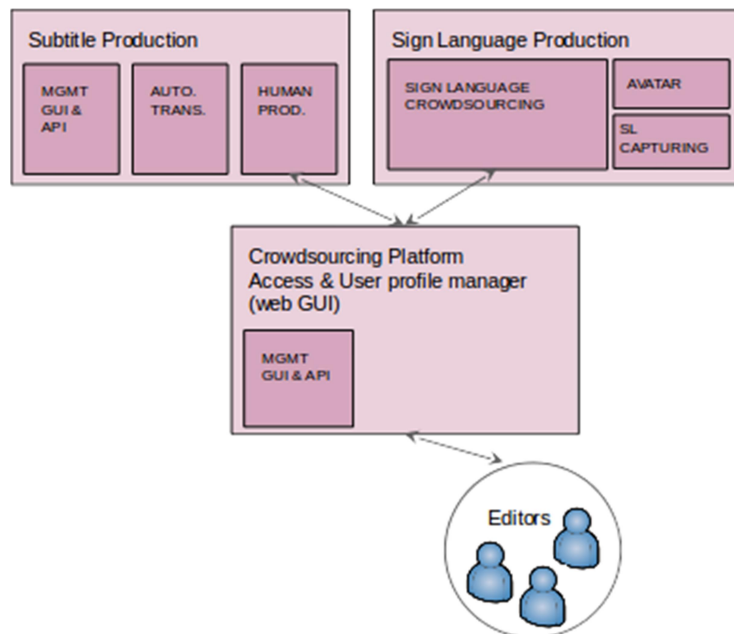 Subtitle Production
MGMT
GUI &
API
AUTO.
TRANS.
HUMAN
PROD.
Sign Language Production
SIGN LANGUAGE
CROWDSOURCING
AVATAR
SL
CAPTURING
Crowdsourcing Platform
Access & User profile manager
(web GUI)
MGMT
GUI & API
Editors